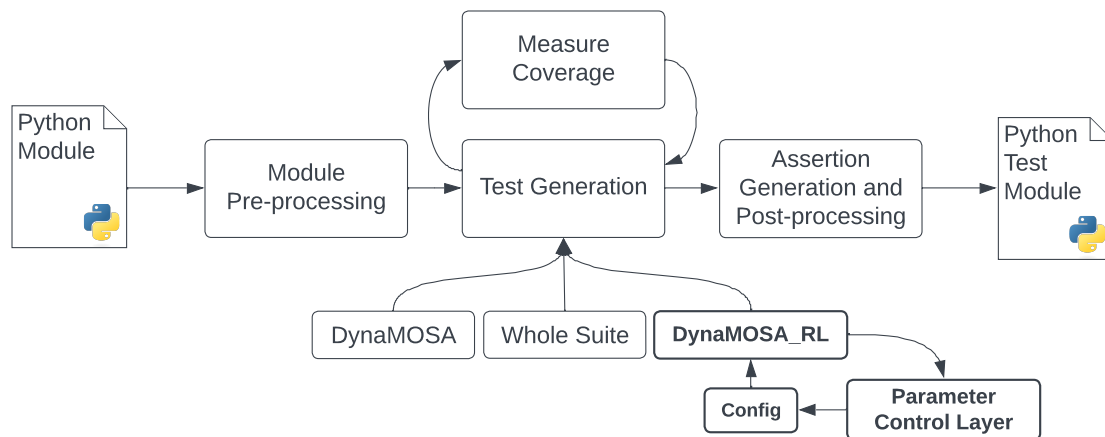 Measure
Coverage
Python
Module
Module
Pre-processing
Test Generation
Assertion
Generation and
Post-processing
Python
Test
Module
DynaMOSA
Whole Suite
DynaMOSA_RL
Config
Parameter
Control Layer